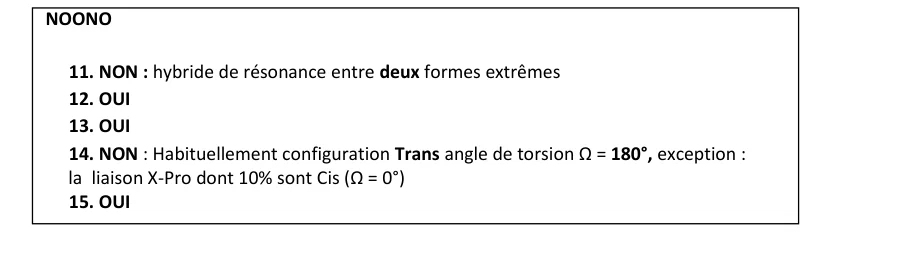 NOONO
11. NON : hybride de résonance entre deux formes extrêmes
12. OUI
13. OUI
14. NON : Habituellement configuration Trans angle de torsion Ω = 180°, exception :
la  liaison X-Pro dont 10% sont Cis (Ω = 0°)
15. OUI